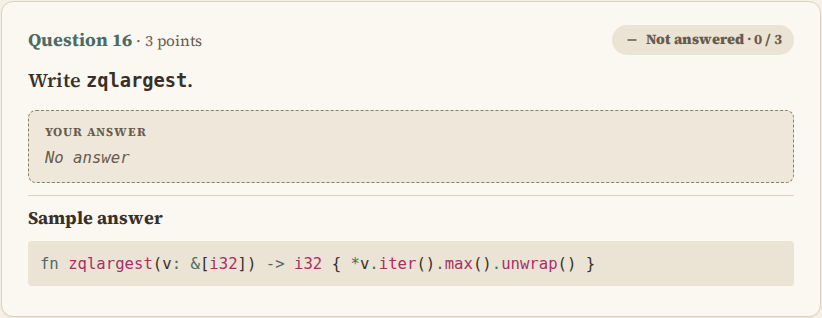 Question 16 · 3 points
– Not answered · 0 / 3
Write zqlargest.
YOUR ANSWER
No answer
Sample answer
fn zqlargest(v: &[i32]) -> i32 { *v.iter().max().unwrap() }